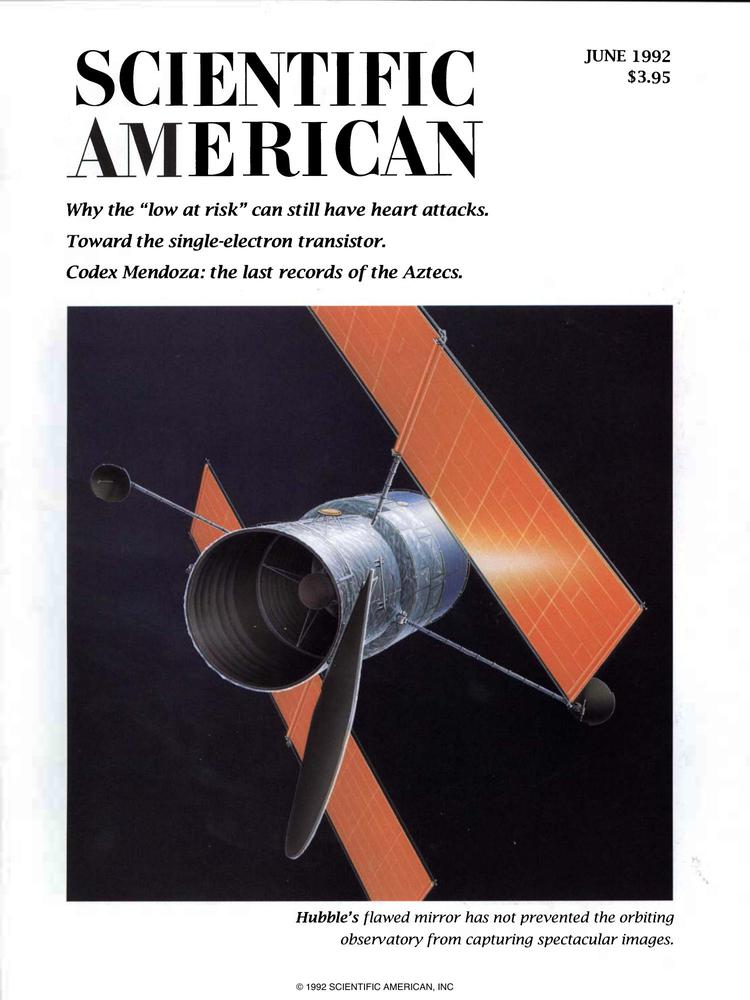 SCIENTIFIC
AMERICAN
JUNE 1992
$3.95
Why the “low at risk” can still have heart attacks.
Toward the single-electron transistor.
Codex Mendoza: the last records of the Aztecs.
Hubble's flawed mirror has not prevented the orbiting
observatory from capturing spectacular images.
© 1992 SCIENTIFIC AMERICAN, INC